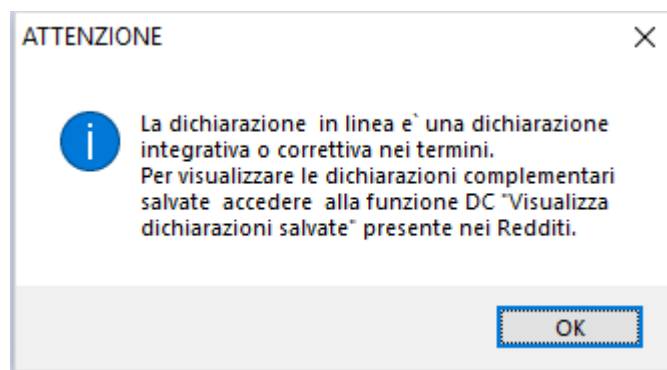 ATTENZIONE
La dichiarazione in linea e` una dichiarazione
integrativa o correttiva nei termini.
Per visualizzare le dichiarazioni complementari
salvate accedere alla funzione DC "Visualizza
dichiarazioni salvate" presente nei Redditi.
OK